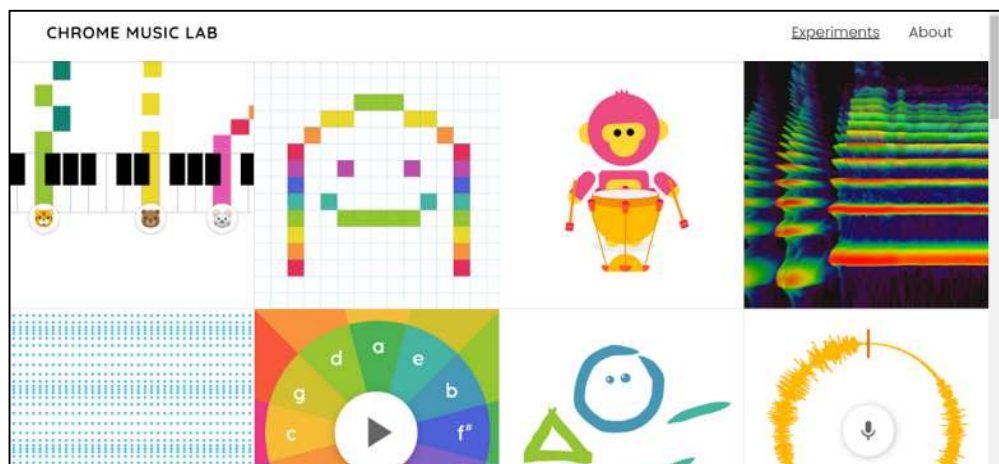 CHROME MUSIC LAB
Experiments About
a
d e
g b
c f#